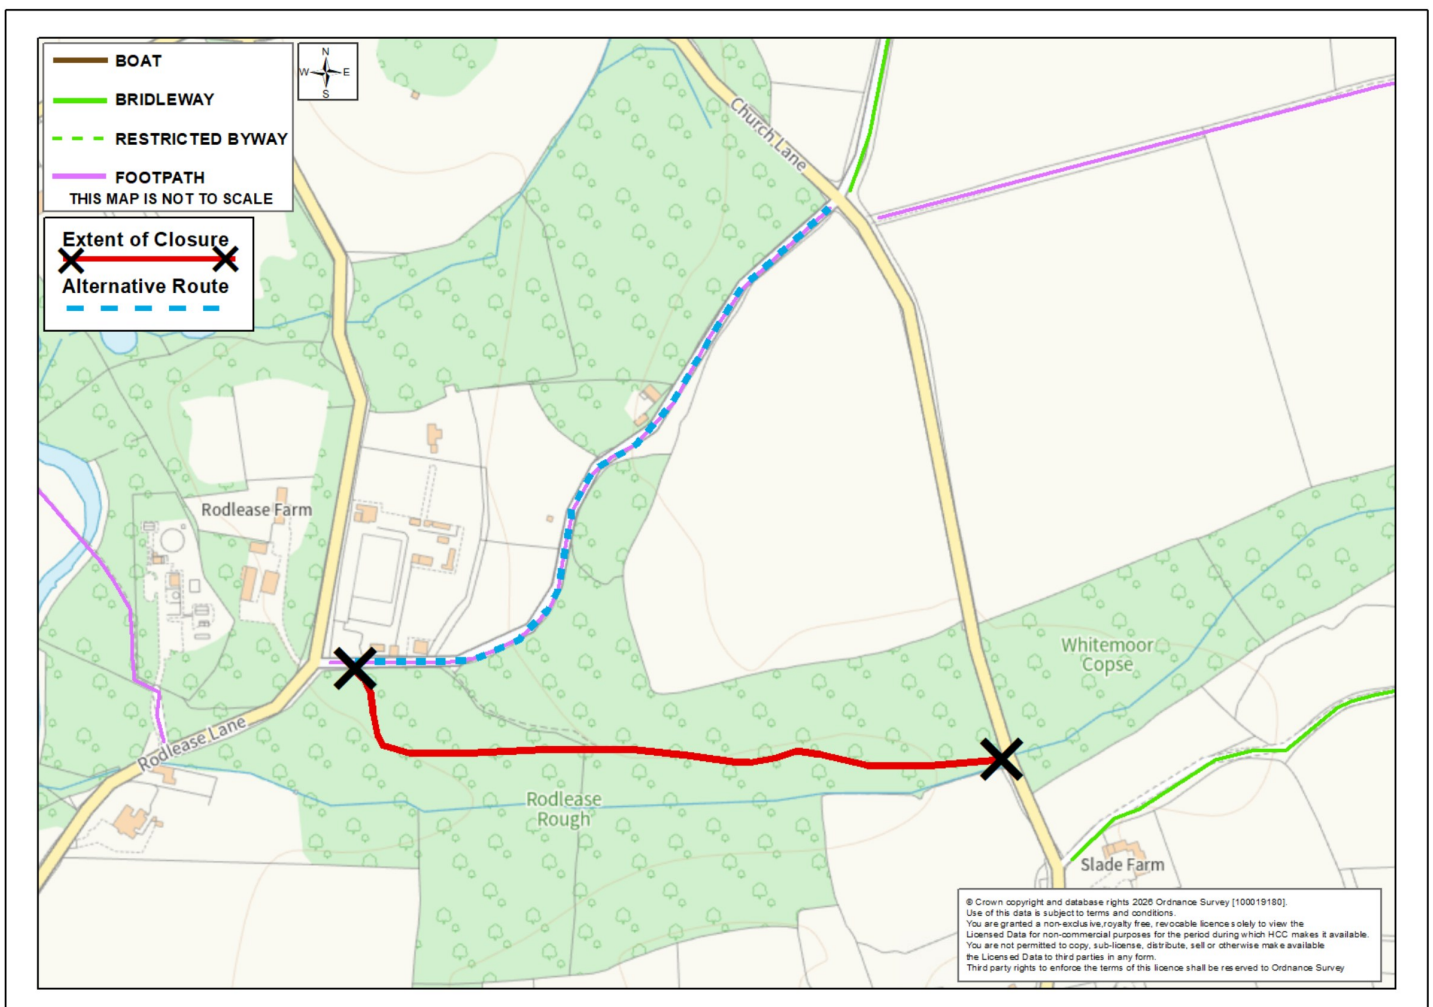 BOAT
BRIDLEWAY
RESTRICTED BYWAY
FOOTPATH
THIS MAP IS NOT TO SCALE
N
W E
S
Extent of Closure
Alternative Route
Church Lane
Rodlease Farm
Rodlease Lane
Whitemoor
Copse
Rodlease
Rough
Slade Farm
© Crown copyright and database rights 2026 Ordnance Survey [100019180].
Use of this data is subject to terms and conditions.
You are granted a non-exclusive, royalty free, revocable licence solely to view the
Licensed Data for non-commercial purposes for the period during which HCC makes it available.
You are not permitted to copy, sub-license, distribute, sell or otherwise make available
the Licensed Data to third parties in any form.
Third party rights to enforce the terms of this licence shall be reserved to Ordnance Survey